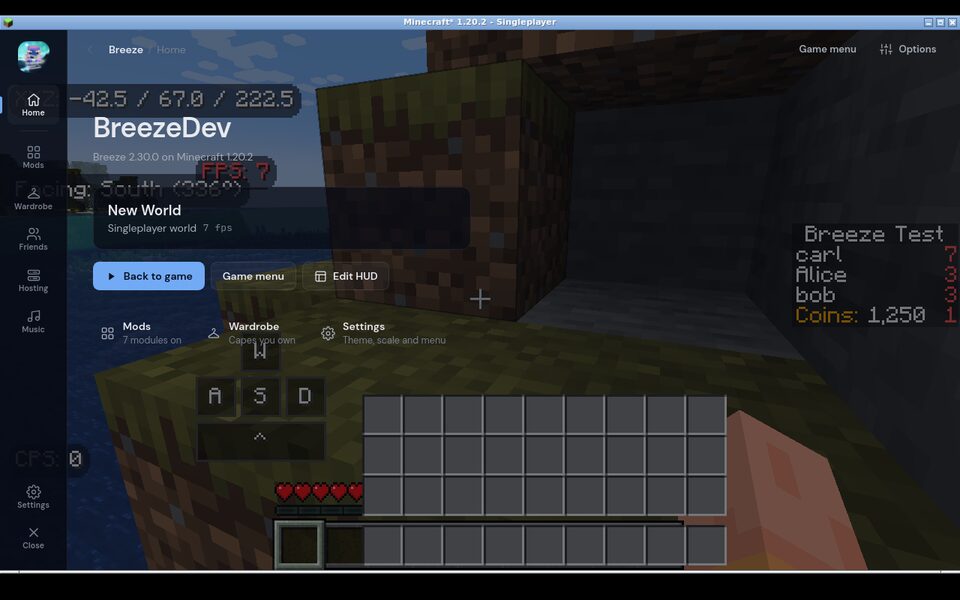 Minecraft* 1.20.2 - Singleplayer
Breeze / Home
Game menu
Options
-42.5 / 67.0 / 222.5
Home
BreezeDev
Breeze 2.30.0 on Minecraft 1.20.2
FPS: 7
Mods
Facing: South (336°)
Wardrobe
New World
Singleplayer world 7 fps
Friends
Breeze Test
carl 7
Alice 3
bob 3
Coins: 1,250 1
Back to game
Game menu
Edit HUD
Hosting
Music
Mods
7 modules on
Wardrobe
Capes you own
Settings
Theme, scale and menu
W
A
S
D
^
CPS: 0
Settings
Close